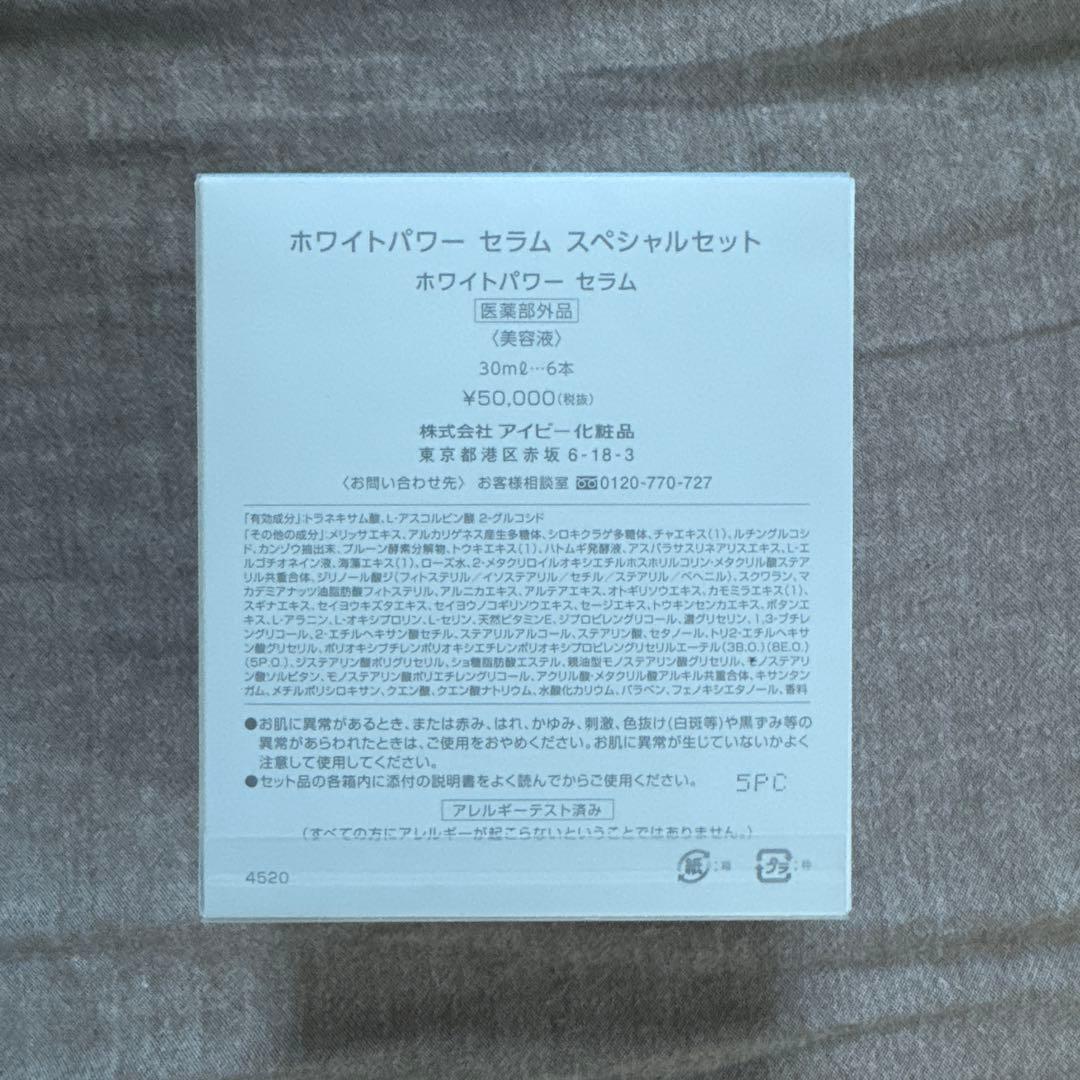 ホワイトパワー セラム スペシャルセット
ホワイトパワー セラム
医薬部外品
〈美容液〉
30mℓ…6本
¥50,000(税抜)
株式会社 アイビー化粧品
東京都港区赤坂 6-18-3
〈お問い合わせ先〉 お客様相談室 0120-770-727
「有効成分」:トラネキサム酸、L-アスコルビン酸 2-グルコシド
「その他の成分」:メリッサエキス、アルカリゲネス産生多糖体、シロキクラゲ多糖体、チャエキス(1)、ルチングルコシ
ド、カンゾウ抽出末、プルーン酵素分解物、トウキエキス(1)、ハトムギ発酵液、アスパラサスリネアリスエキス、L-エ
ルゴチオネイン液、海藻エキス(1)、ローズ水、2-メタクリロイルオキシエチルホスホリルコリン・メタクリル酸ステア
リル共重合体、ジリノール酸ジ(フィトステリル/イソステアリル/セチル/ステアリル/ベヘニル)、スクワラン、マ
カデミアナッツ油脂肪酸フィトステリル、アルニカエキス、アルテアエキス、オトギリソウエキス、カモミラエキス(1)、
スギナエキス、セイヨウキズタエキス、セイヨウノコギリソウエキス、セージエキス、トウキンセンカエキス、ボタンエ
キス、L-アラニン、L-オキシプロリン、L-セリン、天然ビタミンE、ジプロピレングリコール、濃グリセリン、1,3-ブチレ
ングリコール、2-エチルヘキサン酸セチル、ステアリルアルコール、ステアリン酸、セタノール、トリ2-エチルヘキサ
ン酸グリセリル、ポリオキシブチレンポリオキシエチレンポリオキシプロピレングリセリルエーテル(3B.O.)(8E.O.)
(5P.O.)、ジステアリン酸ポリグリセリル、ショ糖脂肪酸エステル、親油型モノステアリン酸グリセリル、モノステアリ
ン酸ソルビタン、モノステアリン酸ポリエチレングリコール、アクリル酸・メタクリル酸アルキル共重合体、キサンタン
ガム、メチルポリシロキサン、クエン酸、クエン酸ナトリウム、水酸化カリウム、パラベン、フェノキシエタノール、香料
●お肌に異常があるとき、または赤み、はれ、かゆみ、刺激、色抜け(白斑等)や黒ずみ等の
異常があらわれたときは、ご使用をおやめください。お肌に異常が生じていないかよく
注意して使用してください。
●セット品の各箱内に添付の説明書をよく読んでからご使用ください。
5PC
アレルギーテスト済み
(すべての方にアレルギーが起こらないということではありません。)
紙:箱 プラ:枠
4520